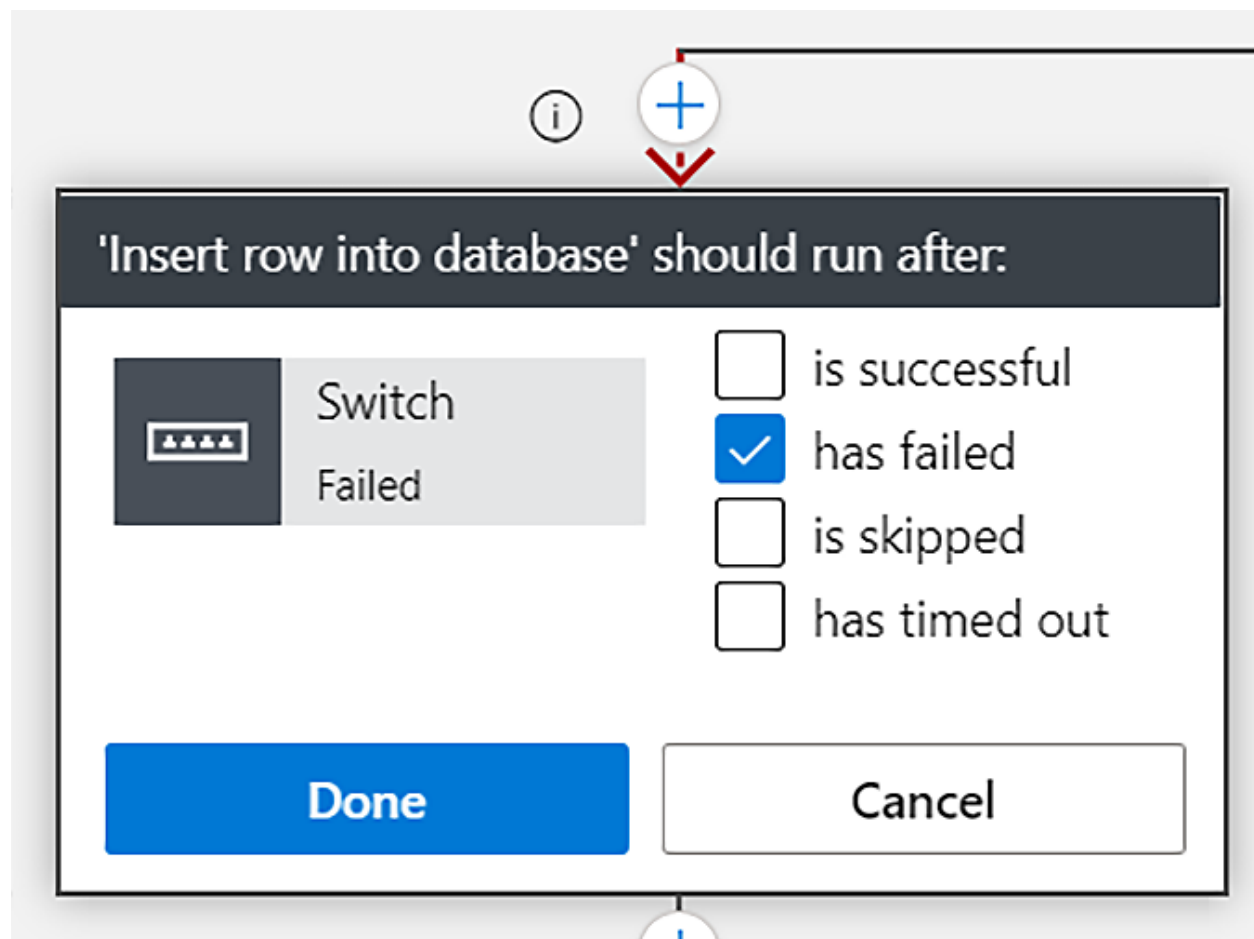 i
'Insert row into database' should run after:
Switch
Failed
is successful
has failed
is skipped
has timed out
Done
Cancel